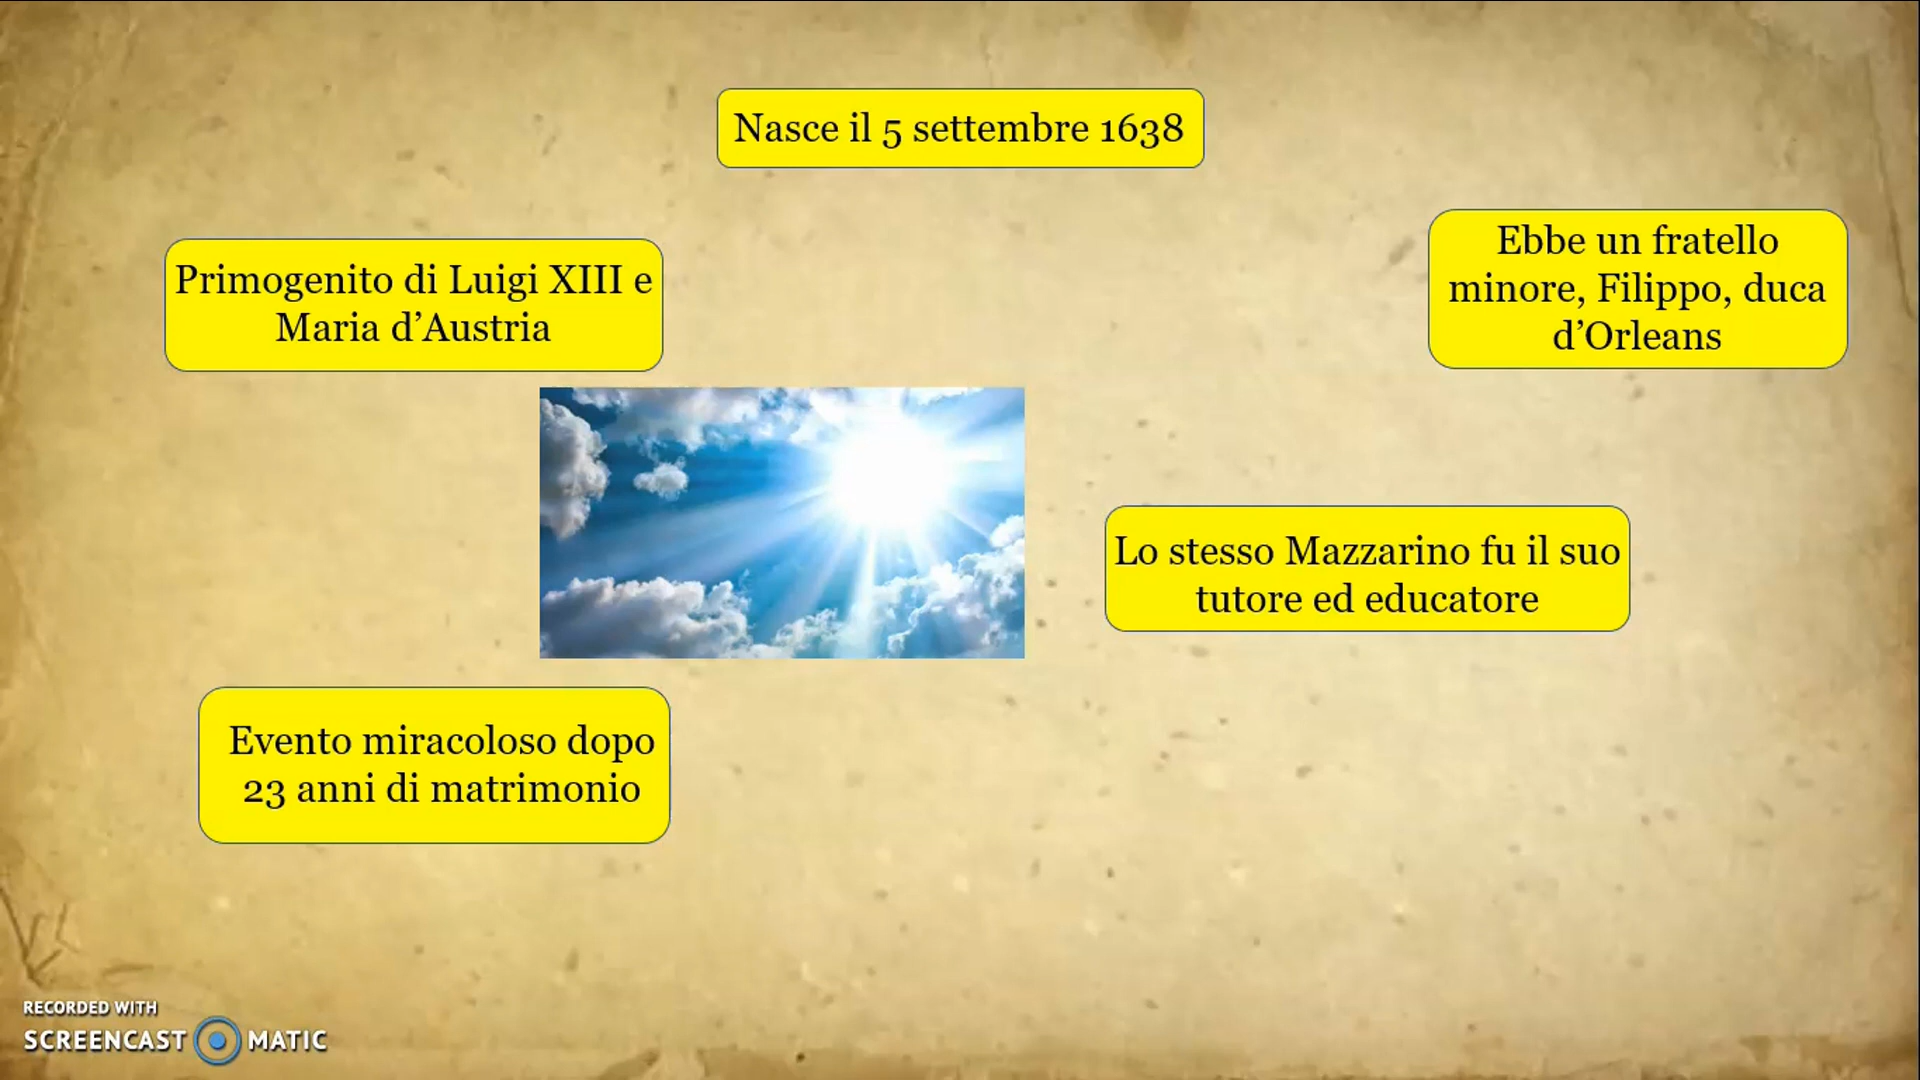 Nasce il 5 settembre 1638
Primogenito di Luigi XIII e
Maria d’Austria
Ebbe un fratello
minore, Filippo, duca
d’Orleans
Lo stesso Mazzarino fu il suo
tutore ed educatore
Evento miracoloso dopo
23 anni di matrimonio
RECORDED WITH
SCREENCAST MATIC